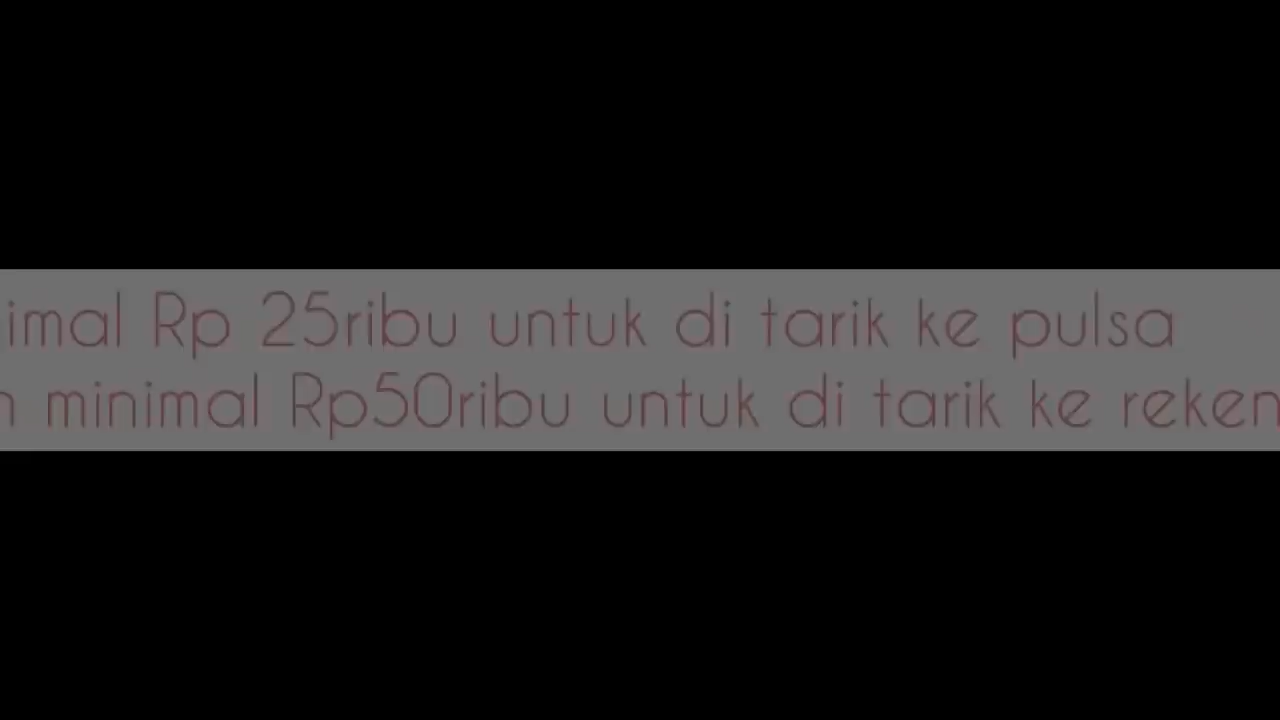 imal Rp 25ribu untuk di tarik ke pulsa
n minimal Rp50ribu untuk di tarik ke reken